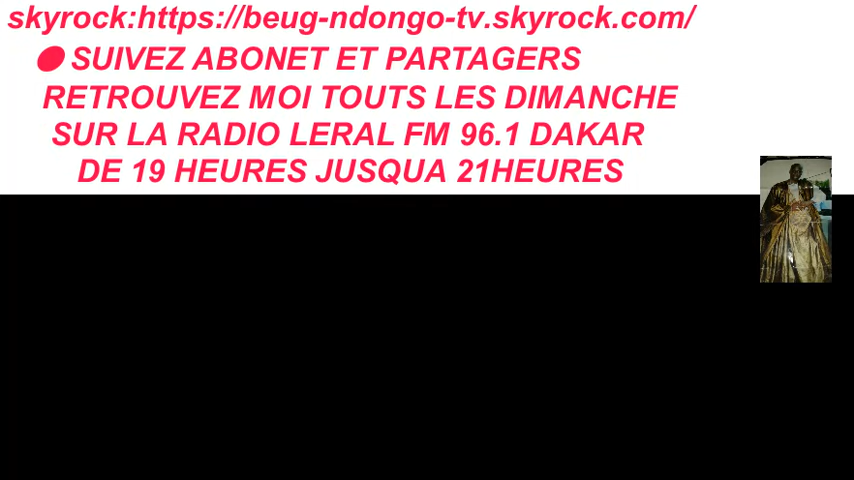 skyrock:https://beug-ndongo-tv.skyrock.com/
● SUIVEZ ABONET ET PARTAGERS
RETROUVEZ MOI TOUTS LES DIMANCHE
SUR LA RADIO LERAL FM 96.1 DAKAR
DE 19 HEURES JUSQUA 21HEURES